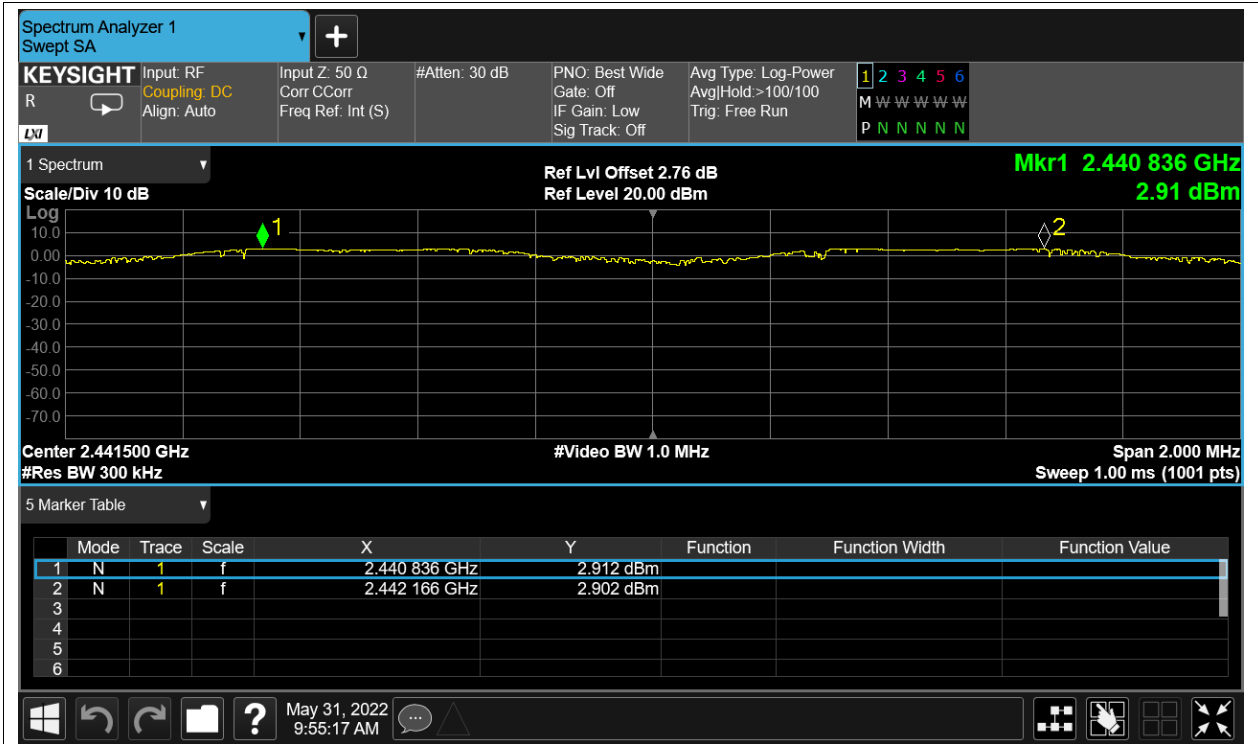 Spectrum Analyzer 1
Swept SA
KEYSIGHT
R
LXI
Input: RF
Coupling: DC
Align: Auto
Input Z: 50 Ω
Corr CCorr
Freq Ref: Int (S)
#Atten: 30 dB
PNO: Best Wide
Gate: Off
IF Gain: Low
Sig Track: Off
Avg Type: Log-Power
Avg|Hold:>100/100
Trig: Free Run
1 2 3 4 5 6
M W W W W W
P N N N N N
1 Spectrum
Scale/Div 10 dB
Ref Lvl Offset 2.76 dB
Ref Level 20.00 dBm
Mkr1 2.440 836 GHz
2.91 dBm
Log
10.0
0.00
-10.0
-20.0
-30.0
-40.0
-50.0
-60.0
-70.0
1
2
Center 2.441500 GHz
#Res BW 300 kHz
#Video BW 1.0 MHz
Span 2.000 MHz
Sweep 1.00 ms (1001 pts)
5 Marker Table
Mode Trace Scale X Y Function Function Width Function Value
1 N 1 f 2.440 836 GHz 2.912 dBm
2 N 1 f 2.442 166 GHz 2.902 dBm
3
4
5
6
?
May 31, 2022
9:55:17 AM